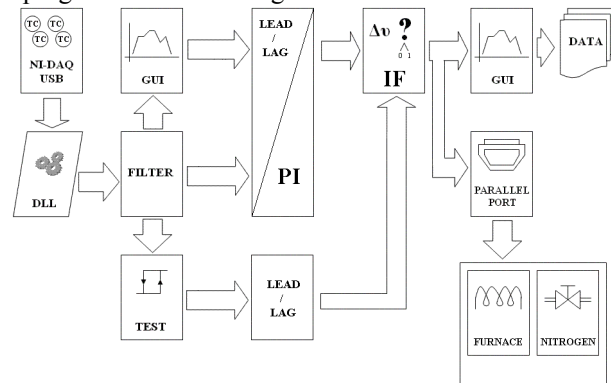 TC TC
TC TC
NI-DAQ
USB
GUI
LEAD
/
LAG
PI
Δυ ?
0 1
IF
GUI
DATA
DLL
FILTER
PARALLEL
PORT
TEST
LEAD
/
LAG
FURNACE
NITROGEN